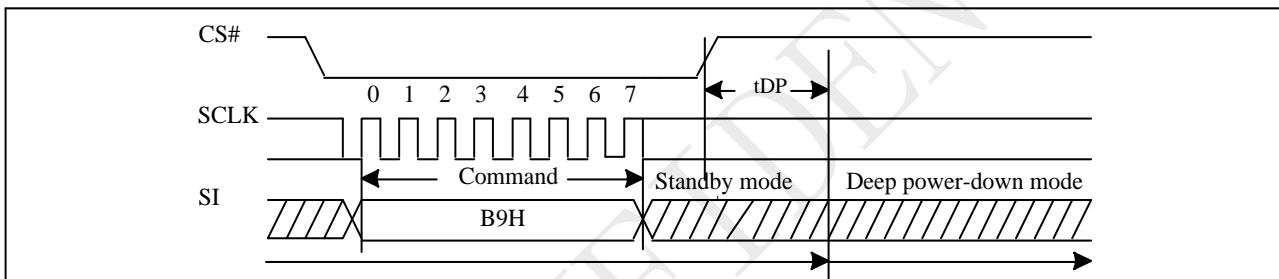 CS#
tDP
0 1 2 3 4 5 6 7
SCLK
Command
Standby mode
Deep power-down mode
SI
B9H